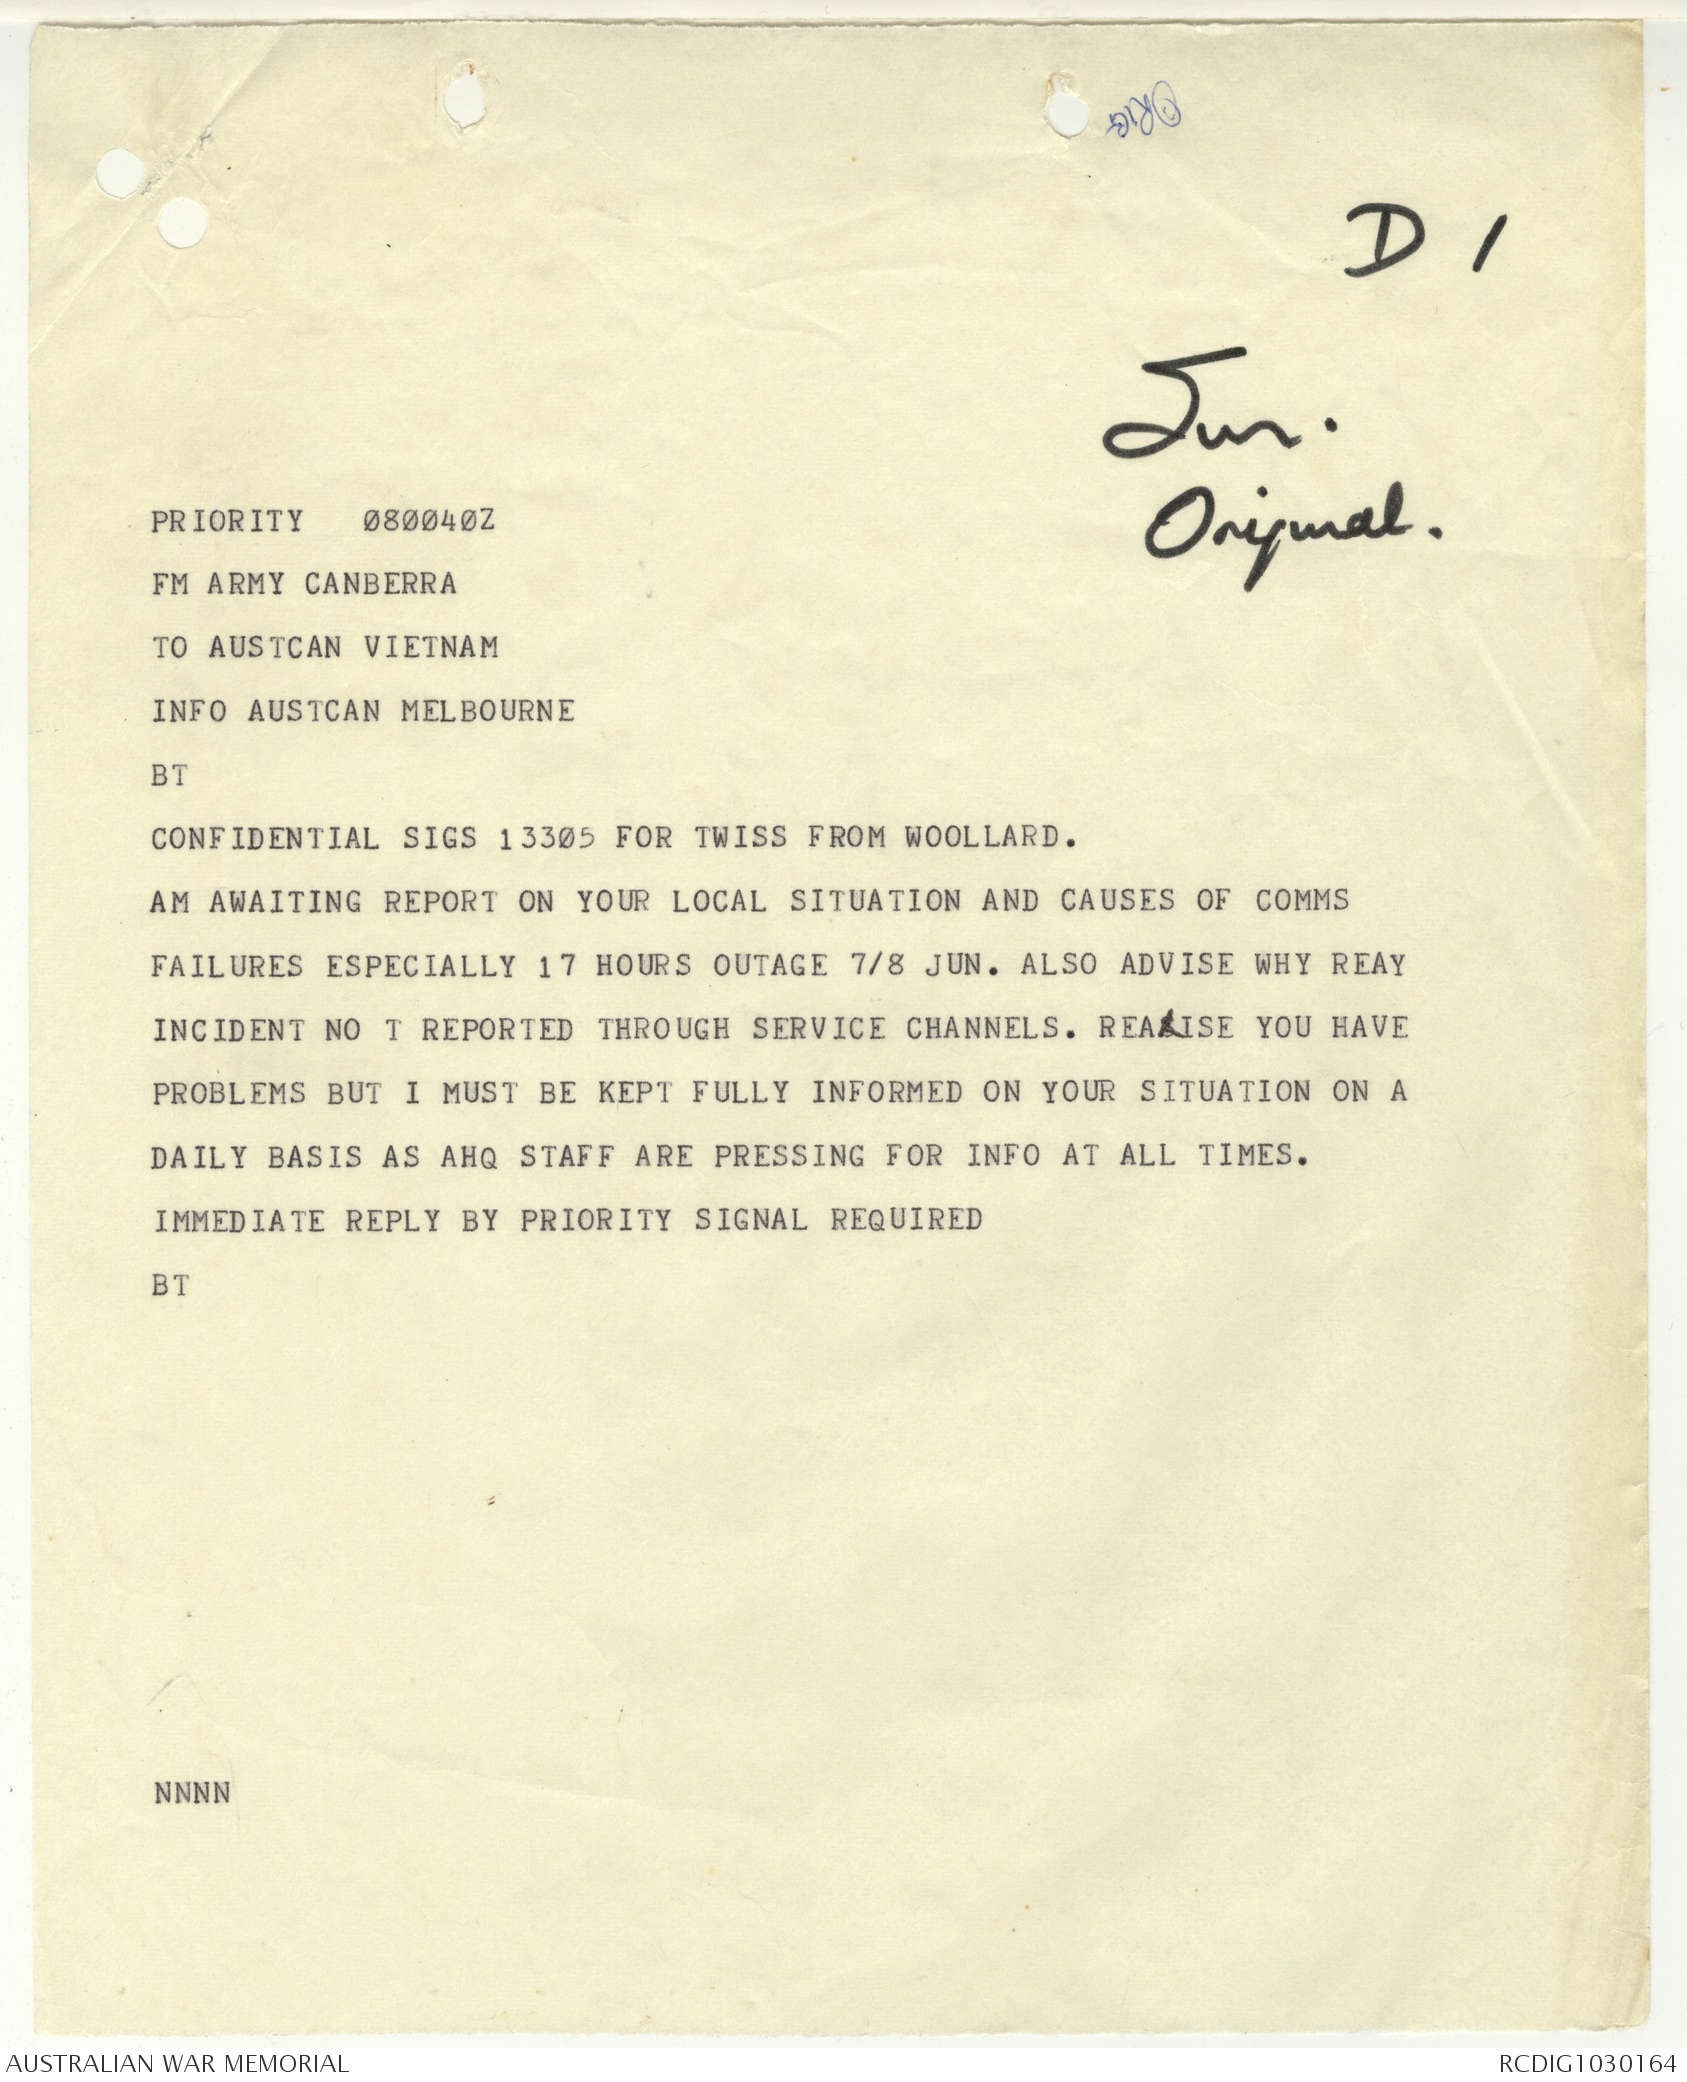 ORIG
D 1
Jun.
Original.
PRIORITY 080040Z
FM ARMY CANBERRA
TO AUSTCAN VIETNAM
INFO AUSTCAN MELBOURNE
BT
CONFIDENTIAL SIGS 13305 FOR TWISS FROM WOOLLARD.
AM AWAITING REPORT ON YOUR LOCAL SITUATION AND CAUSES OF COMMS
FAILURES ESPECIALLY 17 HOURS OUTAGE 7/8 JUN. ALSO ADVISE WHY REAY
INCIDENT NO T REPORTED THROUGH SERVICE CHANNELS. REALISE YOU HAVE
PROBLEMS BUT I MUST BE KEPT FULLY INFORMED ON YOUR SITUATION ON A
DAILY BASIS AS AHQ STAFF ARE PRESSING FOR INFO AT ALL TIMES.
IMMEDIATE REPLY BY PRIORITY SIGNAL REQUIRED
BT
NNNN
AUSTRALIAN WAR MEMORIAL
RCDIG1030164